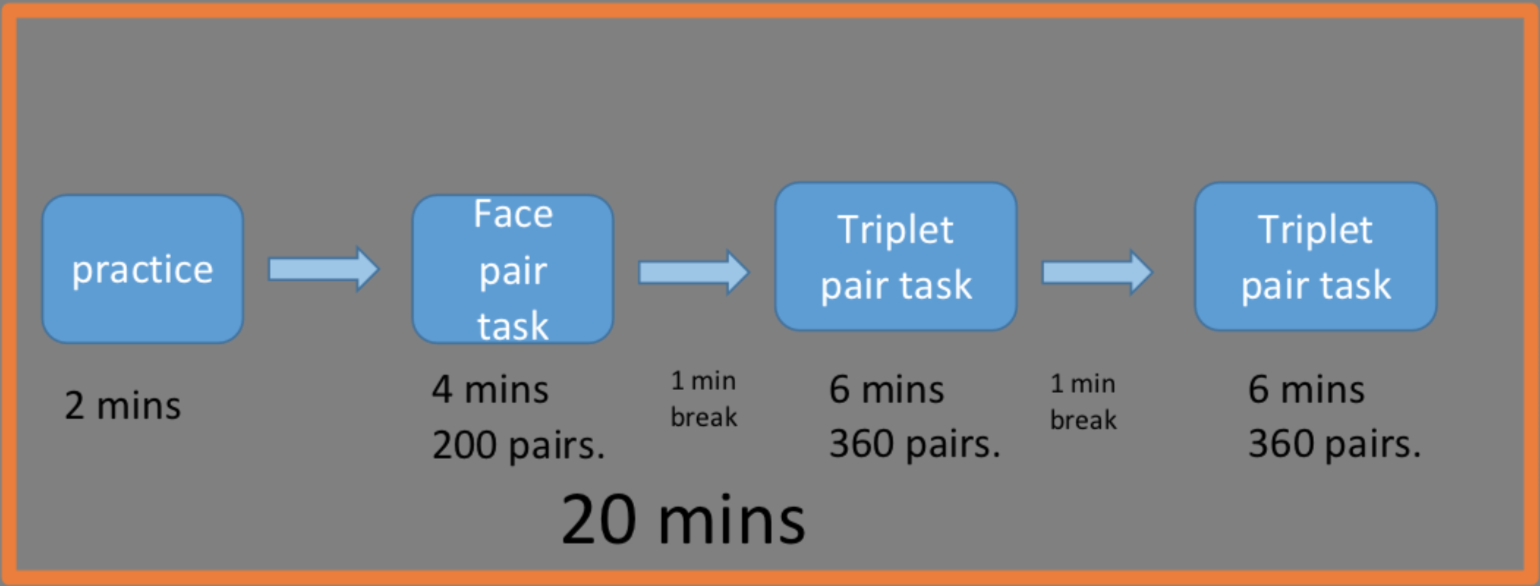 practice
2 mins
Face
pair
task
4 mins
200 pairs.
1 min
break
Triplet
pair task
6 mins
360 pairs.
1 min
break
Triplet
pair task
6 mins
360 pairs.
20 mins